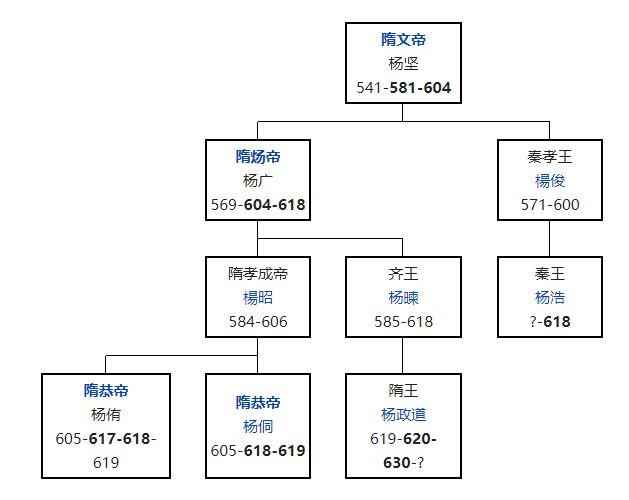 隋文帝
杨坚
541-581-604
隋炀帝
杨广
569-604-618
秦孝王
楊俊
571-600
隋孝成帝
楊昭
584-606
齐王
杨暕
585-618
秦王
杨浩
?-618
隋恭帝
杨侑
605-617-618-
619
隋恭帝
杨侗
605-618-619
隋王
杨政道
619-620-
630-?